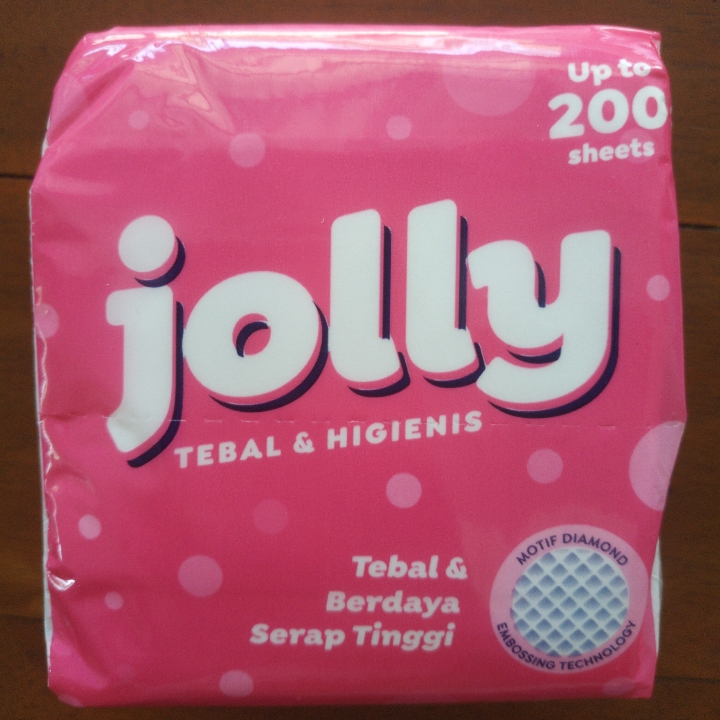 Up to
200
sheets
jolly
TEBAL & HIGIENIS
Tebal &
Berdaya
Serap Tinggi
MOTIF DIAMOND
EMBOSSING TECHNOLOGY